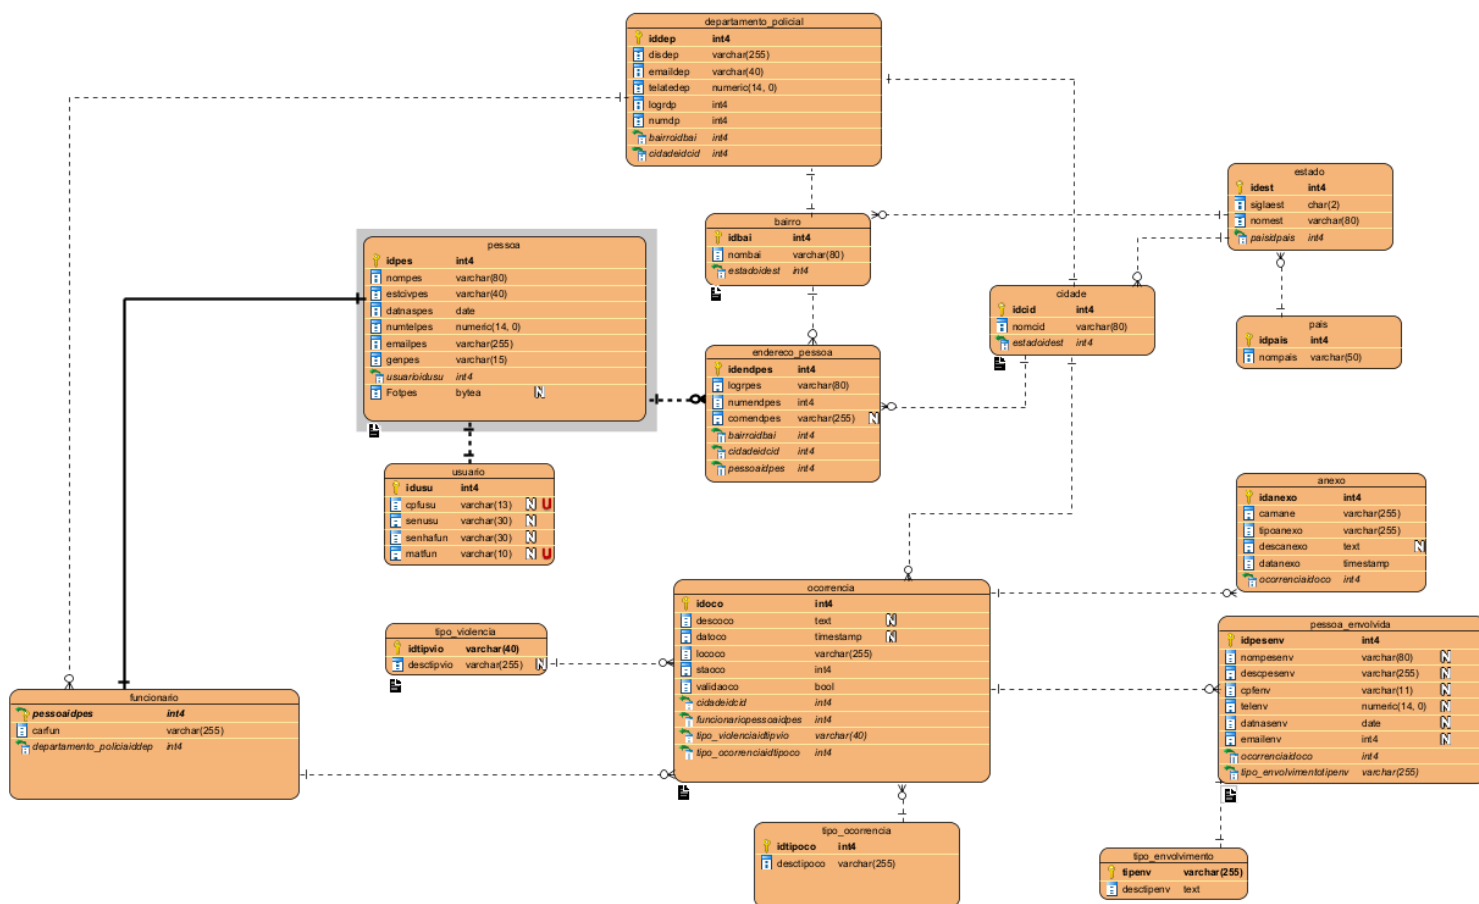 departamento_policial
iddep int4
disdep varchar(255)
emaildep varchar(40)
telatedep numeric(14, 0)
logrdp int4
numdp int4
bairroidbai int4
cidadeidcid int4
estado
idest int4
siglaest char(2)
nomest varchar(80)
paisidpais int4
bairro
idbai int4
nombai varchar(80)
estadoidest int4
pessoa
idpes int4
nompes varchar(80)
estcivpes varchar(40)
datnaspes date
numtelpes numeric(14, 0)
emailpes varchar(255)
genpes varchar(15)
usuarioidusu int4
Fotpes bytea N
cidade
idcid int4
nomcid varchar(80)
estadoidest int4
pais
idpais int4
nompais varchar(50)
endereco_pessoa
idendpes int4
logrpes varchar(80)
numendpes int4
comendpes varchar(255) N
bairroidbai int4
cidadeidcid int4
pessoaidpes int4
usuario
idusu int4
cpfusu varchar(13) N U
senusu varchar(30) N
senhafun varchar(30) N
matfun varchar(10) N U
anexo
idanexo int4
camane varchar(255)
tipoanexo varchar(255)
descanexo text N
datanexo timestamp
ocorrenciaidoco int4
ocorrencia
idoco int4
descoco text N
datoco timestamp N
lococo varchar(255)
staoco int4
validaoco bool
cidadeidcid int4
funcionariopessoaidpes int4
tipo_violenciaidtipvio varchar(40)
tipo_ocorrenciaidtipoco int4
tipo_violencia
idtipvio varchar(40)
desctipvio varchar(255) N
pessoa_envolvida
idpesenv int4
nompesenv varchar(80) N
descpesenv varchar(255) N
cpfenv varchar(11) N
telenv numeric(14, 0) N
datnasenv date N
emailenv int4 N
ocorrenciaidoco int4
tipo_envolvimentotipenv varchar(255)
funcionario
pessoaidpes int4
carfun varchar(255)
departamento_policialiddep int4
tipo_ocorrencia
idtipoco int4
desctipoco varchar(255)
tipo_envolvimento
tipenv varchar(255)
desctipenv text